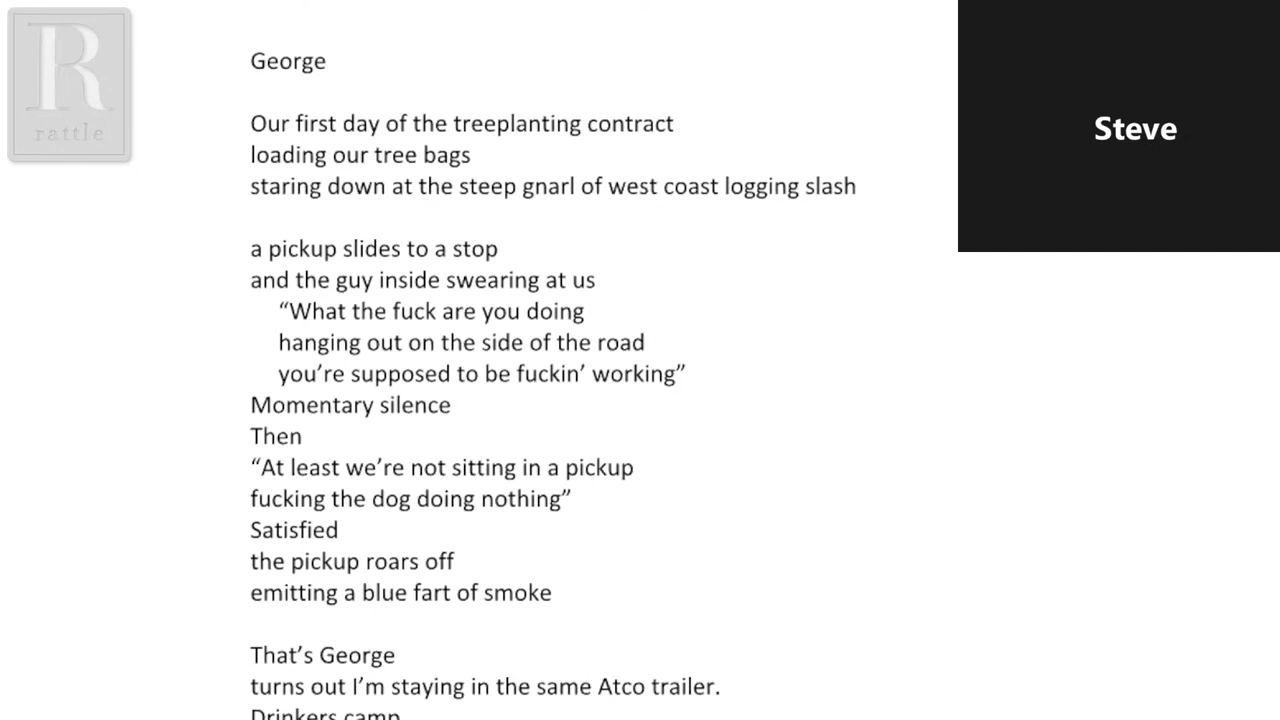 R
rattle
Steve
George
Our first day of the treeplanting contract
loading our tree bags
staring down at the steep gnarl of west coast logging slash
a pickup slides to a stop
and the guy inside swearing at us
“What the fuck are you doing
hanging out on the side of the road
you’re supposed to be fuckin’ working”
Momentary silence
Then
“At least we’re not sitting in a pickup
fucking the dog doing nothing”
Satisfied
the pickup roars off
emitting a blue fart of smoke
That’s George
turns out I’m staying in the same Atco trailer.
Drinkers camp